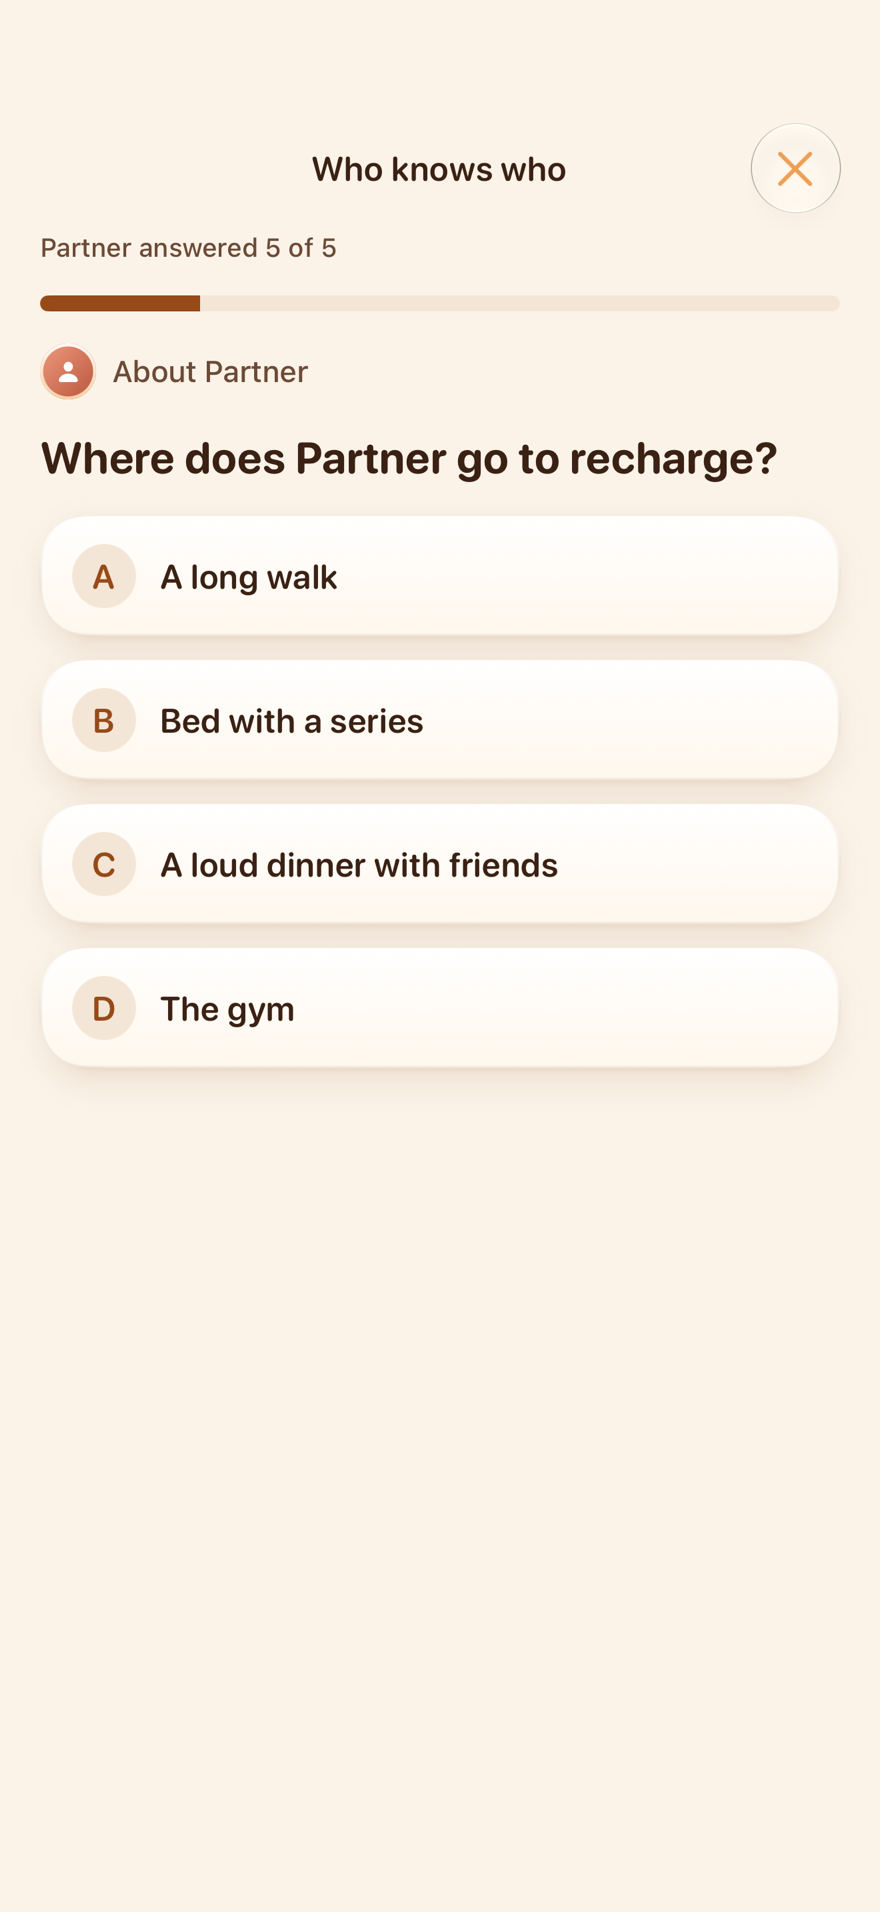 Who knows who
Partner answered 5 of 5
About Partner
Where does Partner go to recharge?
A A long walk
B Bed with a series
C A loud dinner with friends
D The gym